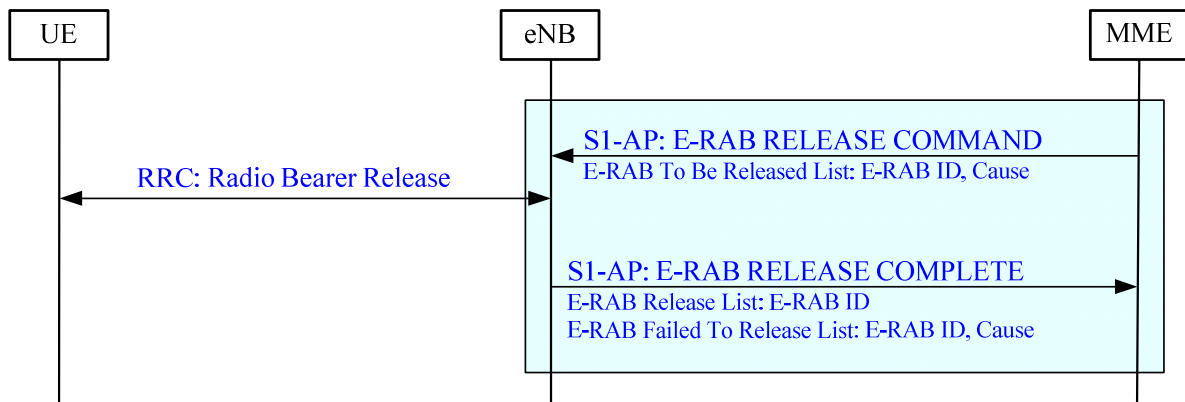 UE
eNB
MME
S1-AP: E-RAB RELEASE COMMAND
E-RAB To Be Released List: E-RAB ID, Cause
RRC: Radio Bearer Release
S1-AP: E-RAB RELEASE COMPLETE
E-RAB Release List: E-RAB ID
E-RAB Failed To Release List: E-RAB ID, Cause